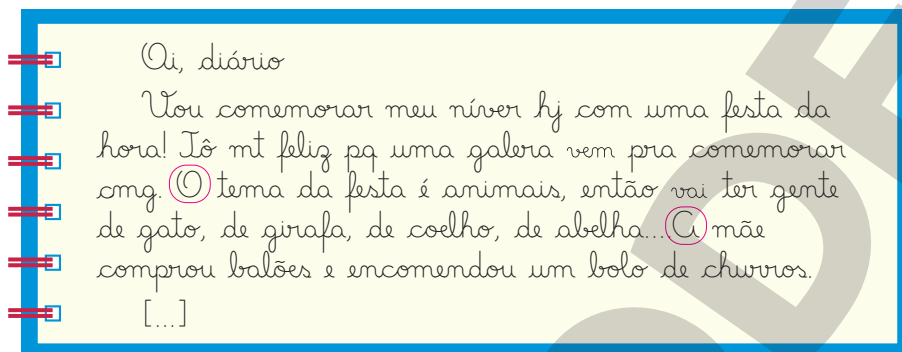 Oi, diário
Vou comemorar meu níver hj com uma festa da
hora! Tô mt feliz pq uma galera vem pra comemorar
cmg. O tema da festa é animais, então vai ter gente
de gato, de girafa, de coelho, de abelha.... A mãe
comprou balões e encomendou um bolo de churros.
[...]